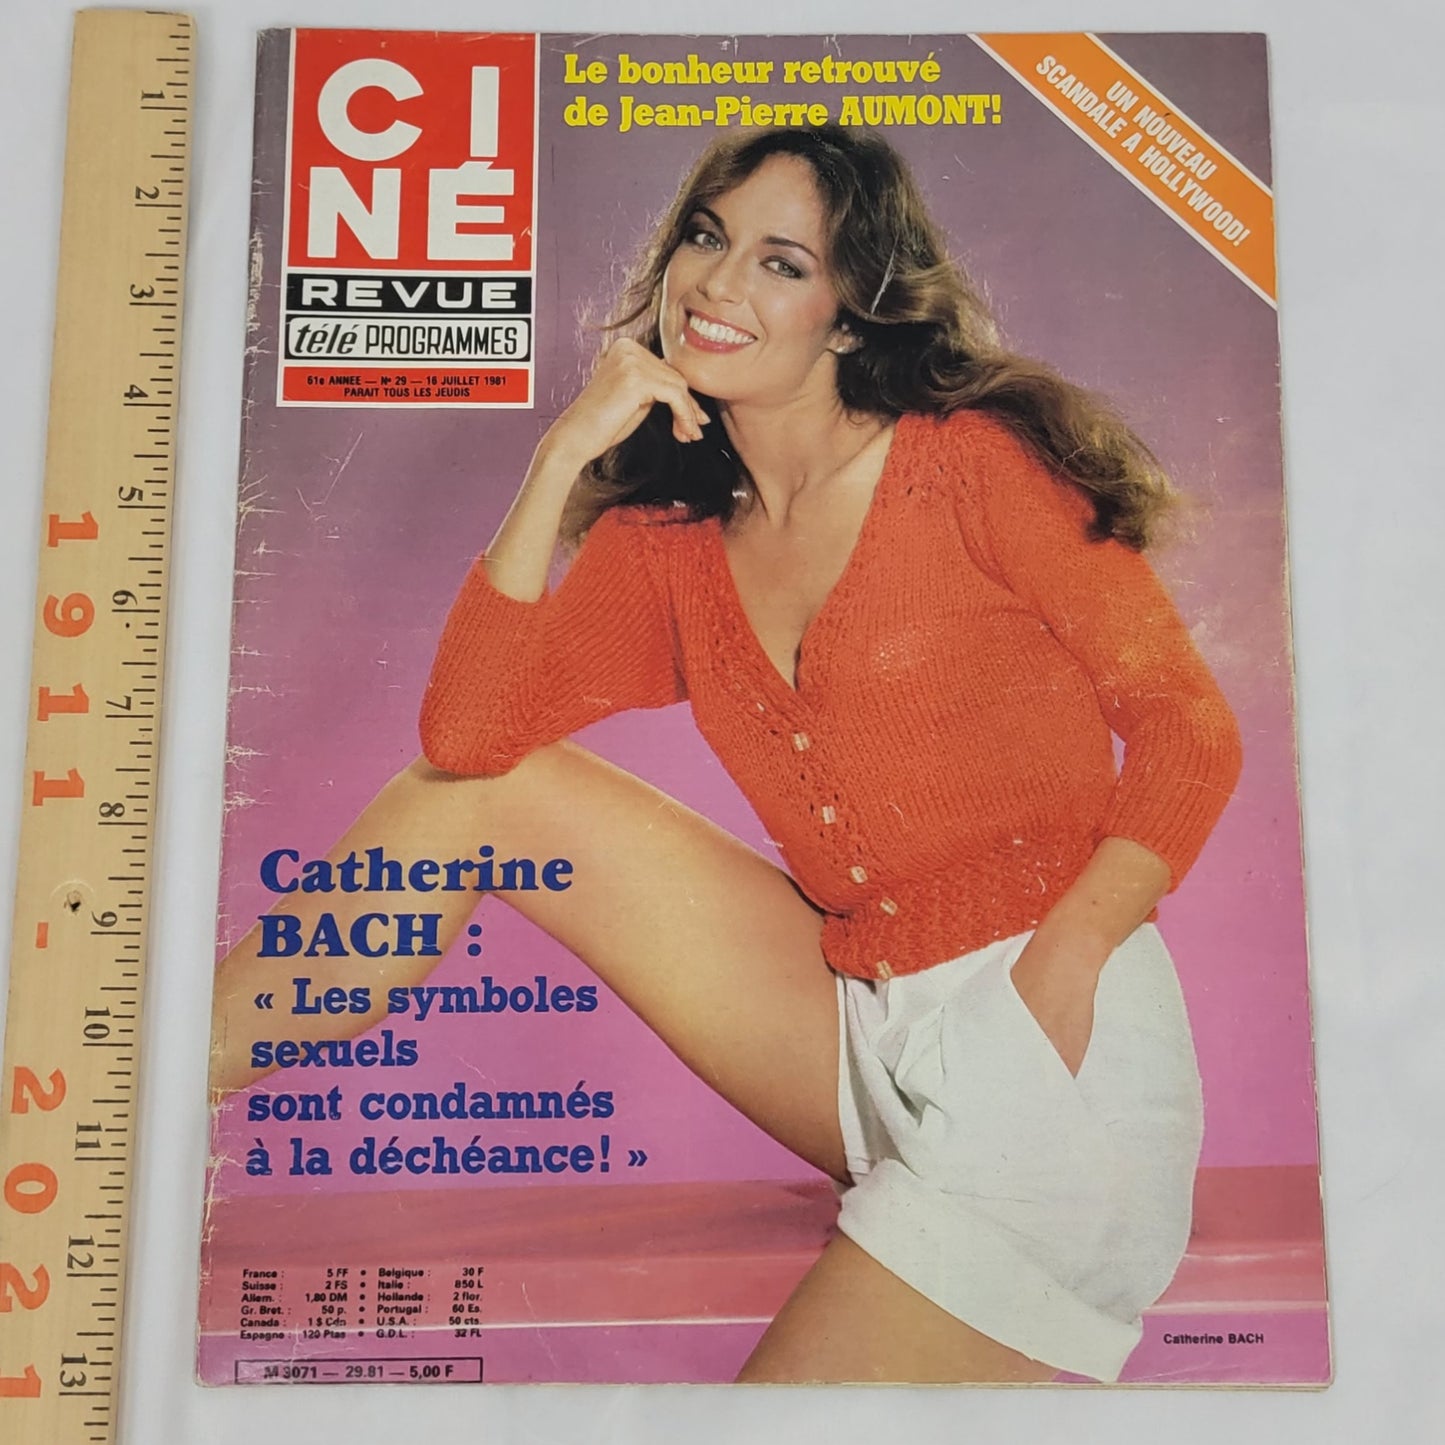 CI
NÉ
REVUE
télé PROGRAMMES
61e ANNEE — Nº 29 — 16 JUILLET 1981
PARAIT TOUS LES JEUDIS
Le bonheur retrouvé
de Jean-Pierre AUMONT!
UN NOUVEAU
SCANDALE A HOLLYWOOD!
Catherine
BACH :
« Les symboles
sexuels
sont condamnés
à la déchéance! »
France : 5 FF • Belgique : 30 F
Suisse : 2 FS • Italie : 850 L
Allem. : 1,80 DM • Hollande : 2 flor.
Gr. Bret. : 50 p. • Portugal : 60 Es.
Canada : 1 $ Cdn • U.S.A. : 50 cts.
Espagne : 120 Ptas • G.D.L. : 32 FL
M 3071 — 29.81 — 5,00 F
Catherine BACH
1 2 3 4 5 6 7 8 9 10 11 12 13
1911 - 2021